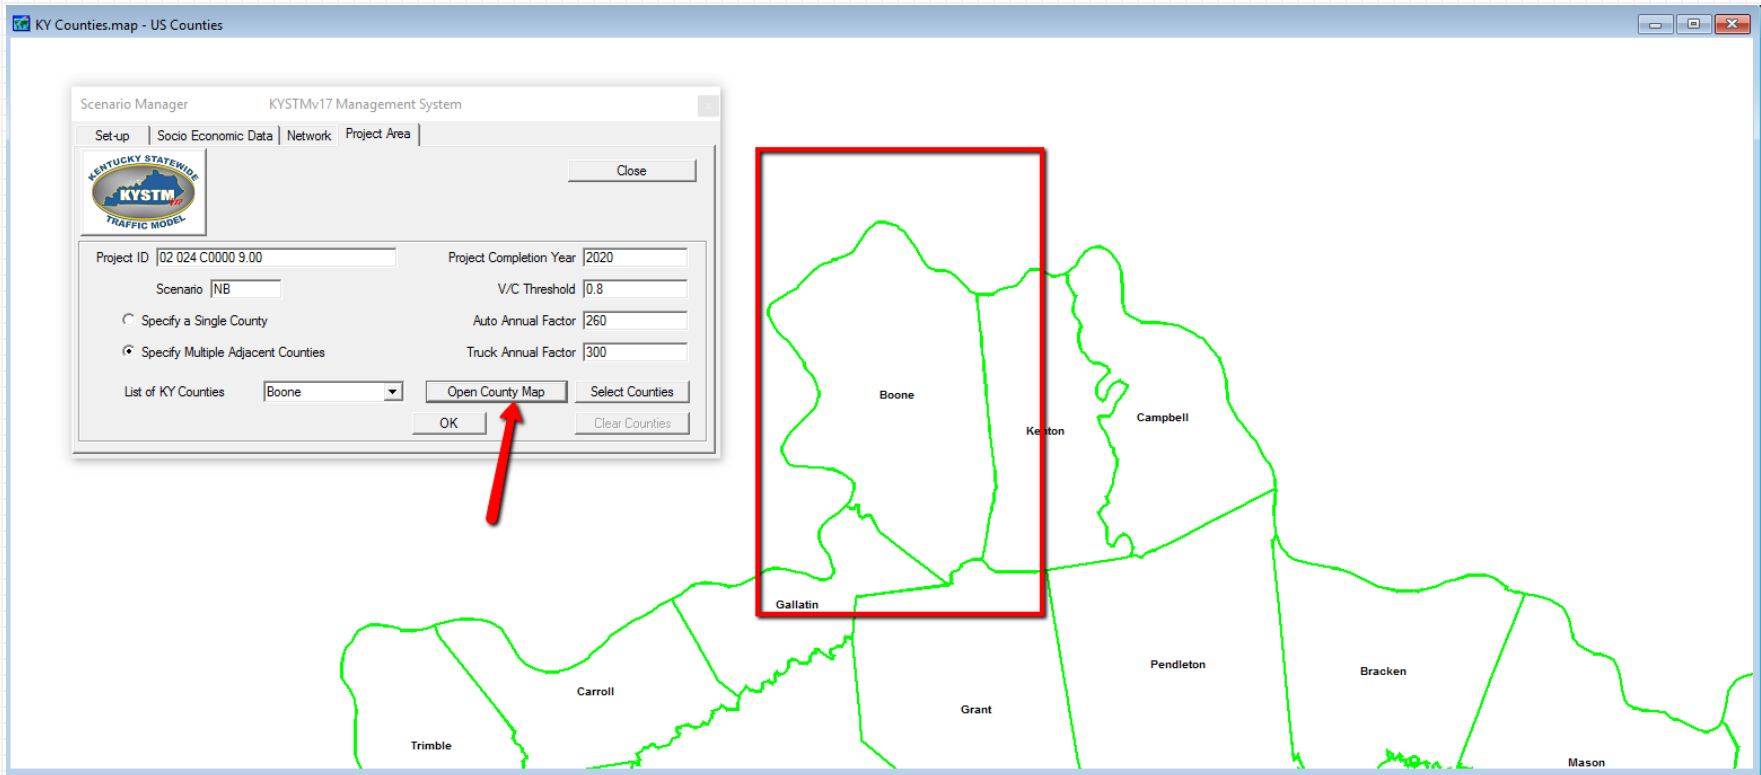 KY Counties.map - US Counties
Scenario Manager KYSTMv17 Management System
Set-up Socio Economic Data Network Project Area
KENTUCKY STATEWIDE
KYSTM v17
TRAFFIC MODEL
Close
Project ID 02 024 C0000 9.00 Project Completion Year 2020
Scenario NB V/C Threshold 0.8
Specify a Single County Auto Annual Factor 260
Specify Multiple Adjacent Counties Truck Annual Factor 300
List of KY Counties Boone Open County Map Select Counties
OK Clear Counties
Boone
Campbell
Kenton
Gallatin
Pendleton
Bracken
Carroll
Grant
Trimble
Mason